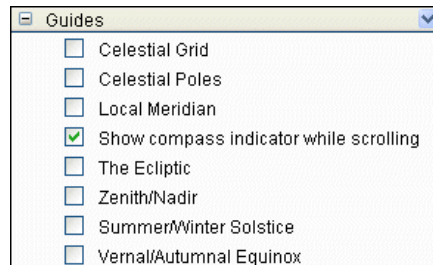 Guides
Celestial Grid
Celestial Poles
Local Meridian
Show compass indicator while scrolling
The Ecliptic
Zenith/Nadir
Summer/Winter Solstice
Vernal/Autumnal Equinox